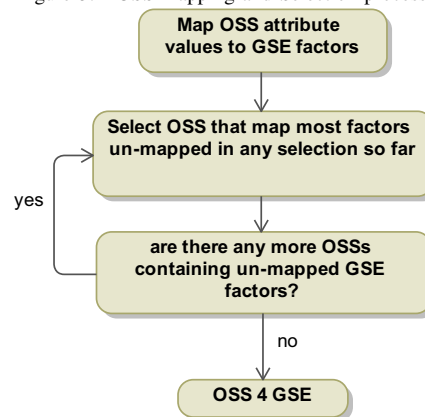 Map OSS attribute
values to GSE factors
Select OSS that map most factors
un-mapped in any selection so far
yes
are there any more OSSs
containing un-mapped GSE
factors?
no
OSS 4 GSE